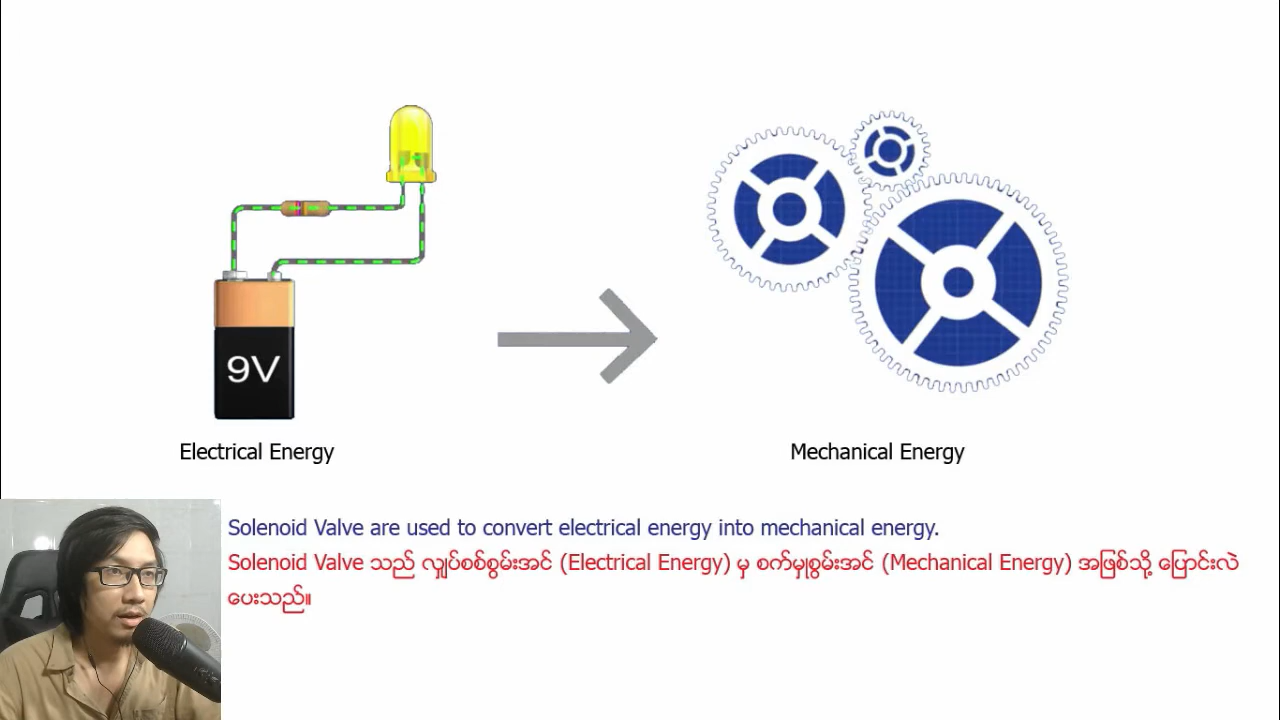 9V
Electrical Energy
Mechanical Energy
Solenoid Valve are used to convert electrical energy into mechanical energy.
Solenoid Valve သည် လျှပ်စစ်စွမ်းအင် (Electrical Energy) မှ စက်မှုစွမ်းအင် (Mechanical Energy) အဖြစ်သို့ ပြောင်းလဲ
ပေးသည်။